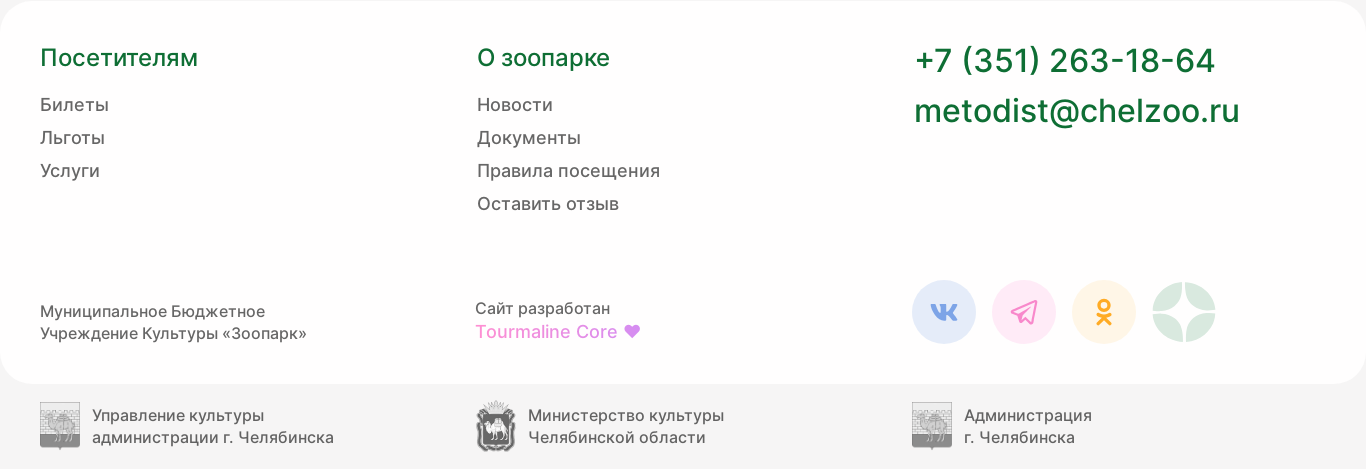 Посетителям
Билеты
Льготы
Услуги
О зоопарке
Новости
Документы
Правила посещения
Оставить отзыв
+7 (351) 263-18-64
metodist@chelzoo.ru
Муниципальное Бюджетное
Учреждение Культуры «Зоопарк»
Сайт разработан
Tourmaline Core
Управление культуры
администрации г. Челябинска
Министерство культуры
Челябинской области
Администрация
г. Челябинска